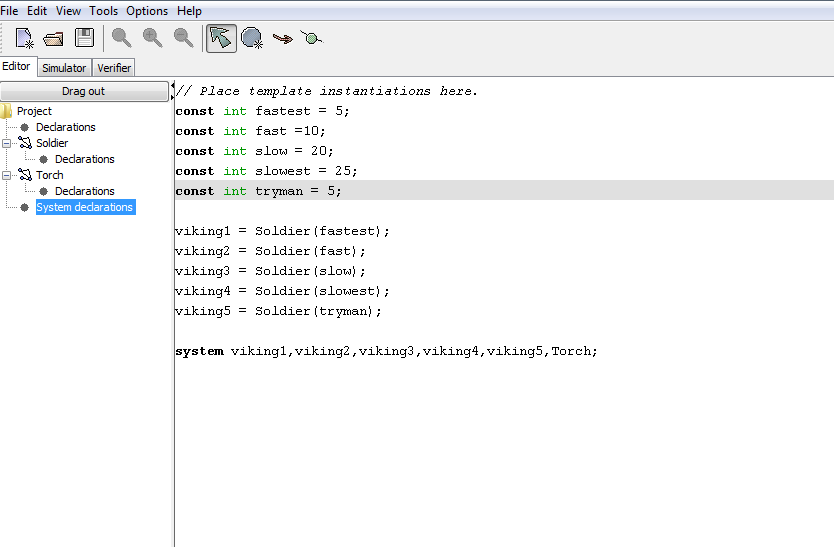 File Edit View Tools Options Help
Editor Simulator Verifier
Drag out
Project
Declarations
Soldier
Declarations
Torch
Declarations
System declarations
// Place template instantiations here.
const int fastest = 5;
const int fast =10;
const int slow = 20;
const int slowest = 25;
const int tryman = 5;
viking1 = Soldier(fastest);
viking2 = Soldier(fast);
viking3 = Soldier(slow);
viking4 = Soldier(slowest);
viking5 = Soldier(tryman);
system viking1,viking2,viking3,viking4,viking5,Torch;